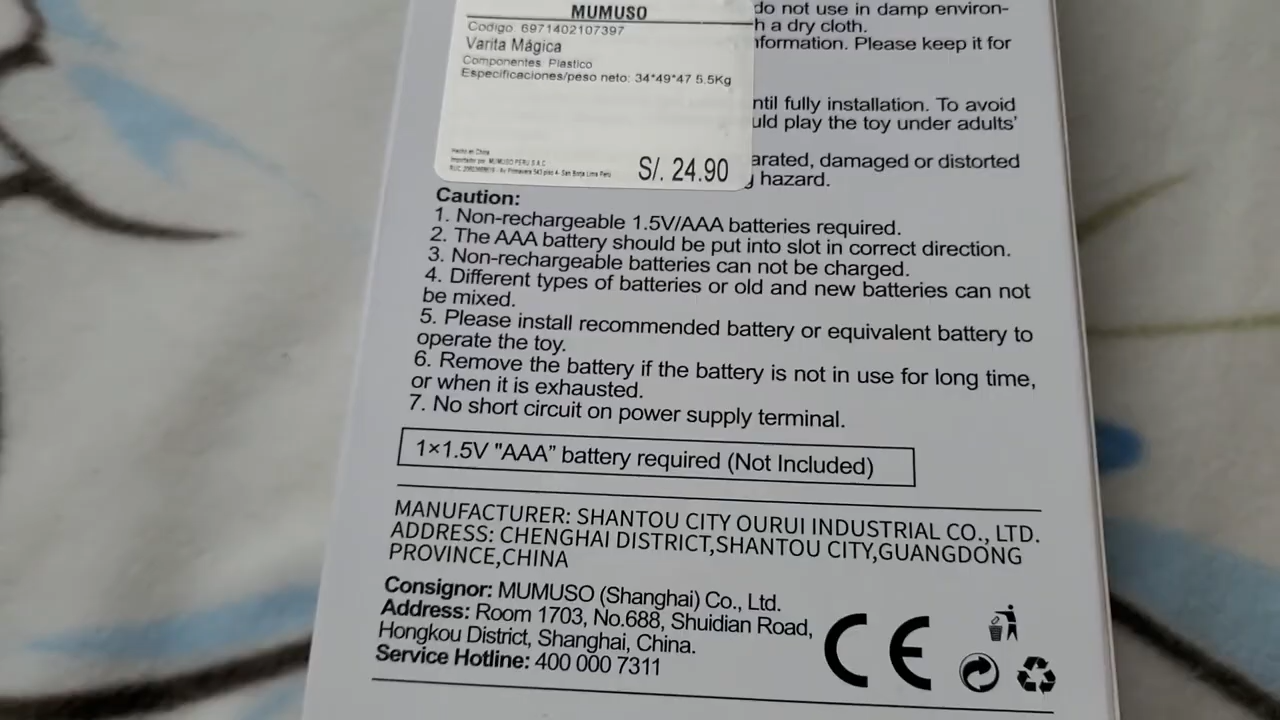 MUMUSO
Codigo: 6971402107397
Varita Mágica
Componentes: Plastico
Especificaciones/peso neto: 34*49*47 5.5Kg
Hecho en China
Importado por: MUMUSO PERU S.A.C
S/. 24.90
do not use in damp environ-
h a dry cloth.
nformation. Please keep it for
ntil fully installation. To avoid
uld play the toy under adults'
arated, damaged or distorted
hazard.
Caution:
1. Non-rechargeable 1.5V/AAA batteries required.
2. The AAA battery should be put into slot in correct direction.
3. Non-rechargeable batteries can not be charged.
4. Different types of batteries or old and new batteries can not
be mixed.
5. Please install recommended battery or equivalent battery to
operate the toy.
6. Remove the battery if the battery is not in use for long time,
or when it is exhausted.
7. No short circuit on power supply terminal.
1×1.5V "AAA” battery required (Not Included)
MANUFACTURER: SHANTOU CITY OURUI INDUSTRIAL CO., LTD.
ADDRESS: CHENGHAI DISTRICT,SHANTOU CITY,GUANGDONG
PROVINCE,CHINA
Consignor: MUMUSO (Shanghai) Co., Ltd.
Address: Room 1703, No.688, Shuidian Road,
Hongkou District, Shanghai, China.
Service Hotline: 400 000 7311
CE